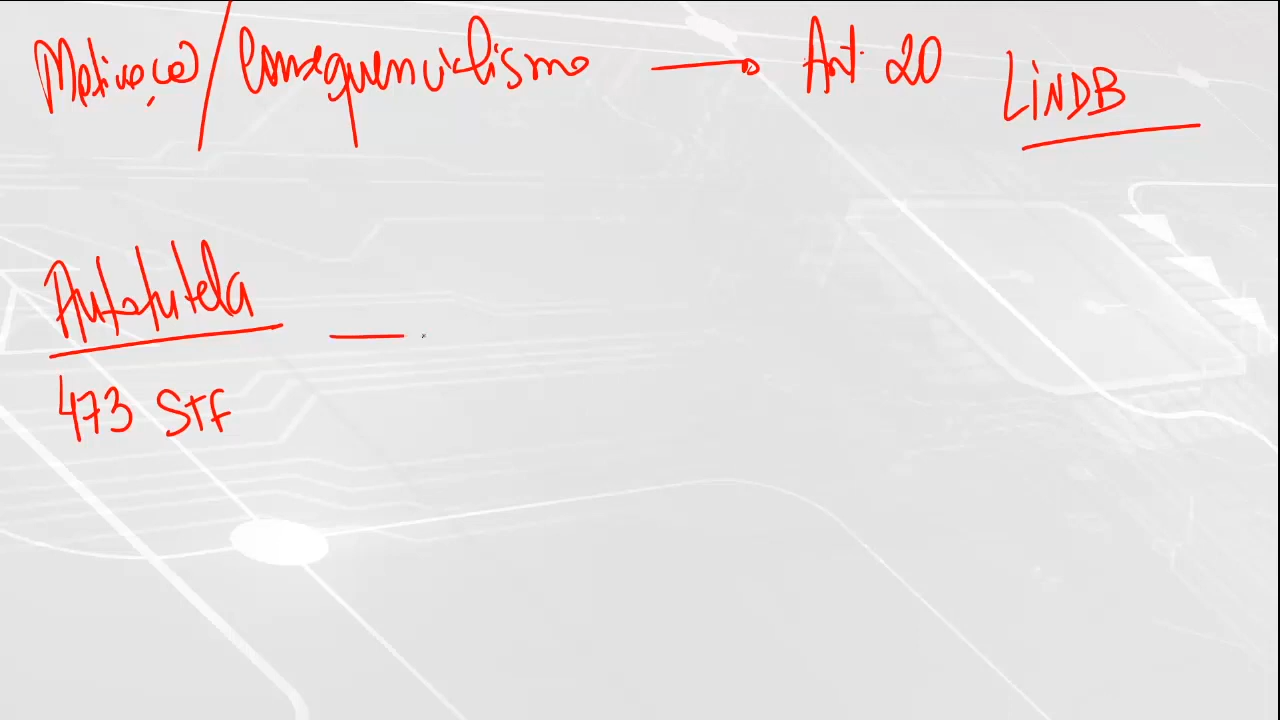 Motivação / Consequencialismo → Art. 20 LINDB
Autotutela —
473 STF